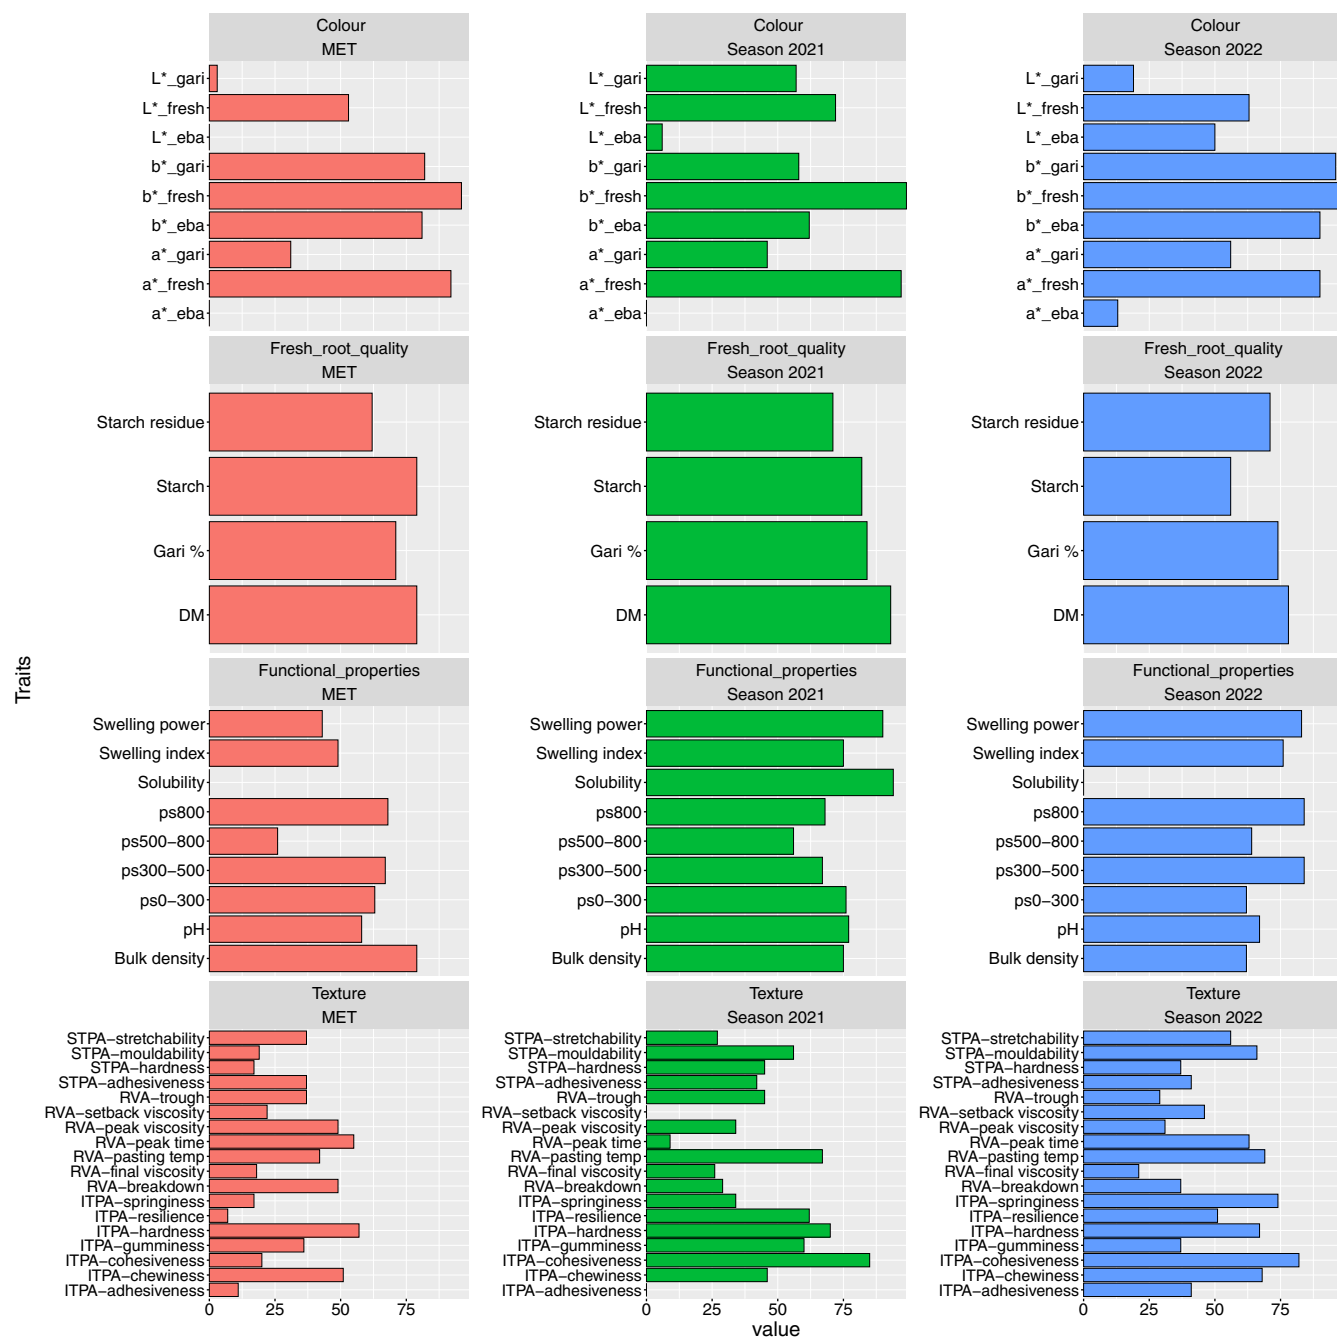 Colour
MET
L*_gari
L*_fresh
L*_eba
b*_gari
b*_fresh
b*_eba
a*_gari
a*_fresh
a*_eba
Colour
Season 2021
L*_gari
L*_fresh
L*_eba
b*_gari
b*_fresh
b*_eba
a*_gari
a*_fresh
a*_eba
Colour
Season 2022
L*_gari
L*_fresh
L*_eba
b*_gari
b*_fresh
b*_eba
a*_gari
a*_fresh
a*_eba
Fresh_root_quality
MET
Starch residue
Starch
Gari %
DM
Fresh_root_quality
Season 2021
Starch residue
Starch
Gari %
DM
Fresh_root_quality
Season 2022
Starch residue
Starch
Gari %
DM
Traits
Functional_properties
MET
Swelling power
Swelling index
Solubility
ps800
ps500−800
ps300−500
ps0−300
pH
Bulk density
Functional_properties
Season 2021
Swelling power
Swelling index
Solubility
ps800
ps500−800
ps300−500
ps0−300
pH
Bulk density
Functional_properties
Season 2022
Swelling power
Swelling index
Solubility
ps800
ps500−800
ps300−500
ps0−300
pH
Bulk density
Texture
MET
STPA−stretchability
STPA−mouldability
STPA−hardness
STPA−adhesiveness
RVA−trough
RVA−setback viscosity
RVA−peak viscosity
RVA−peak time
RVA−pasting temp
RVA−final viscosity
RVA−breakdown
ITPA−springiness
ITPA−resilience
ITPA−hardness
ITPA−gumminess
ITPA−cohesiveness
ITPA−chewiness
ITPA−adhesiveness
0 50 75
Texture
Season 2021
STPA−stretchability
STPA−mouldability
STPA−hardness
STPA−adhesiveness
RVA−trough
RVA−setback viscosity
RVA−peak viscosity
RVA−peak time
RVA−pasting temp
RVA−final viscosity
RVA−breakdown
ITPA−springiness
ITPA−resilience
ITPA−hardness
ITPA−gumminess
ITPA−cohesiveness
ITPA−chewiness
ITPA−adhesiveness
0 25 50 75
Texture
Season 2022
STPA−stretchability
STPA−mouldability
STPA−hardness
STPA−adhesiveness
RVA−trough
RVA−setback viscosity
RVA−peak viscosity
RVA−peak time
RVA−pasting temp
RVA−final viscosity
RVA−breakdown
ITPA−springiness
ITPA−resilience
ITPA−hardness
ITPA−gumminess
ITPA−cohesiveness
ITPA−chewiness
ITPA−adhesiveness
0 25 50 75
value